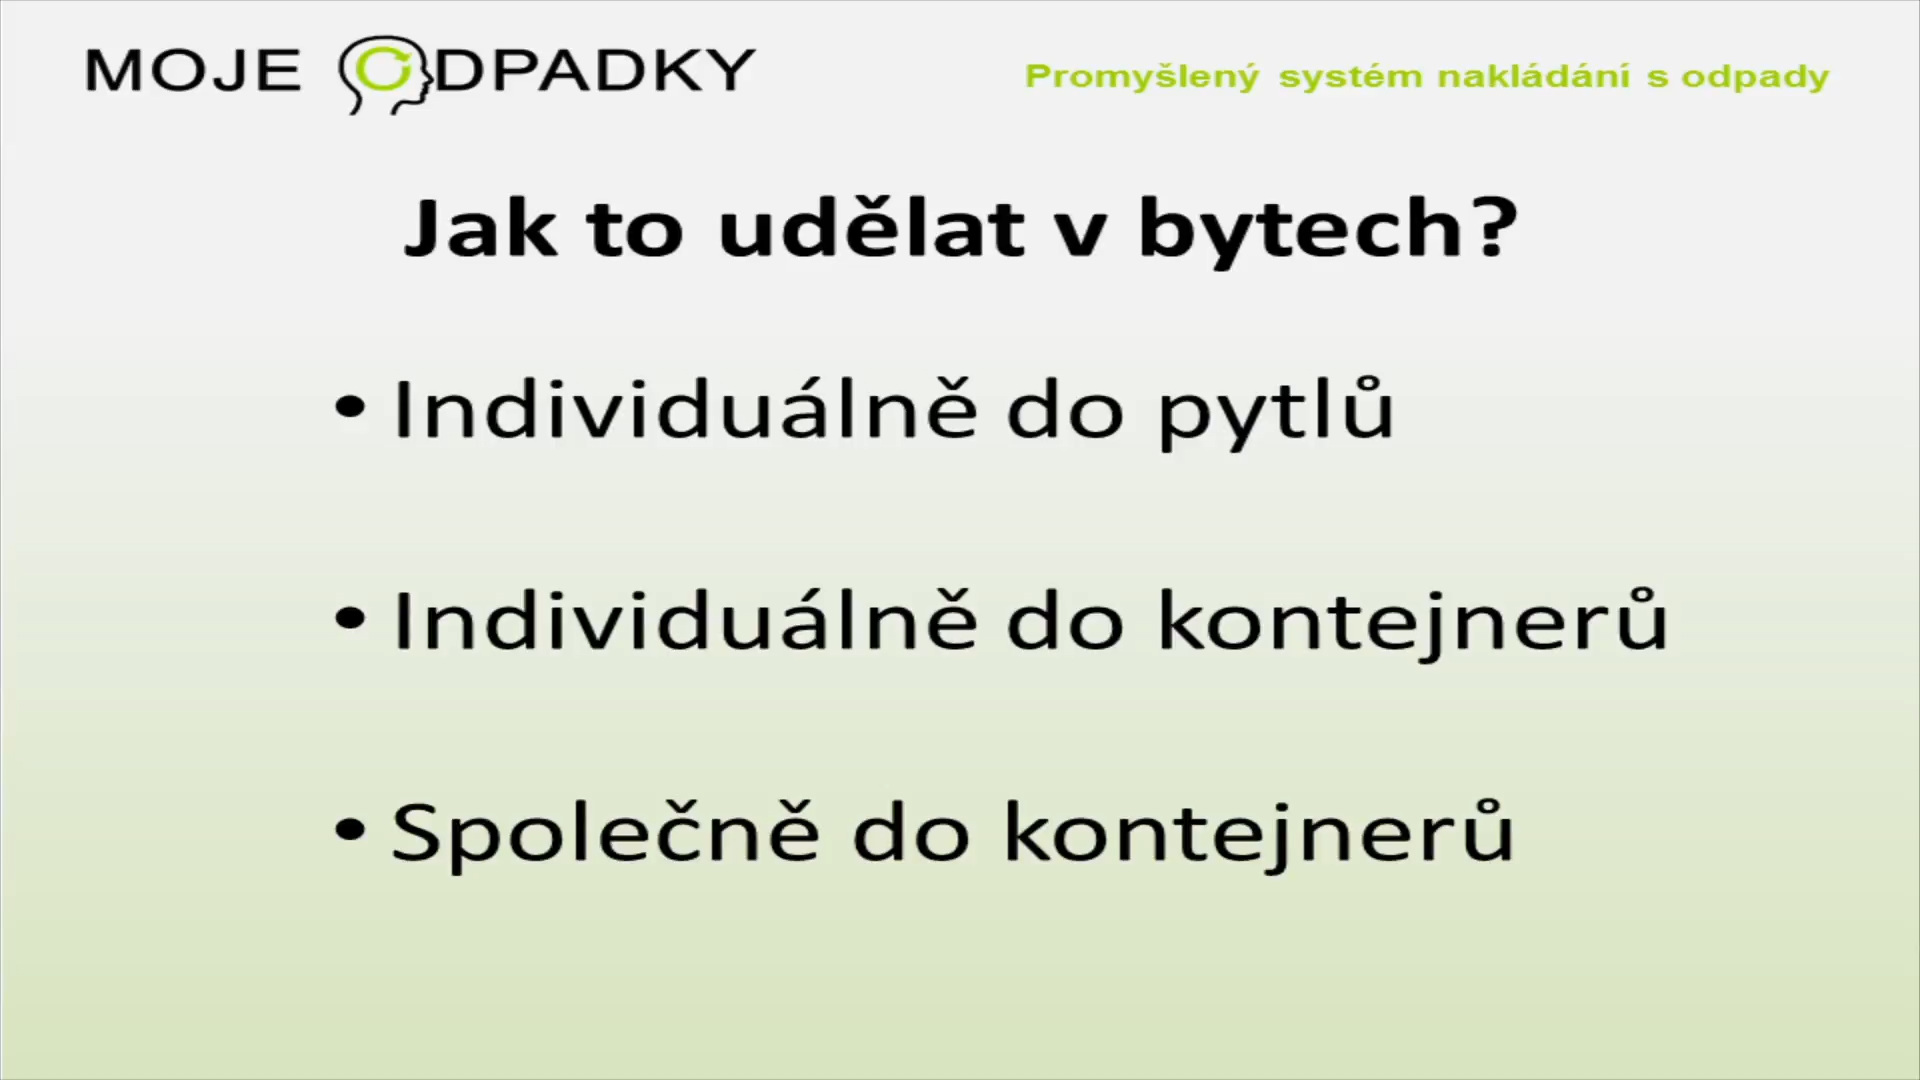 MOJE ODPADKY
Promyšlený systém nakládání s odpady
Jak to udělat v bytech?
• Individuálně do pytlů
• Individuálně do kontejnerů
• Společně do kontejnerů